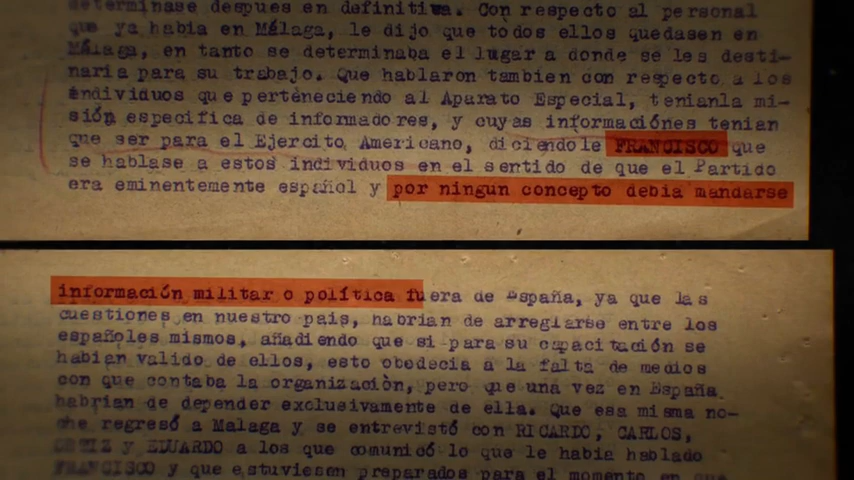 determinase despues en definitiva. Con respecto al personal
que ya habia en Málaga, le dijo que todos ellos quedasen en
Málaga, en tanto se determinaba el lugar a donde se les desti-
naria para su trabajo. Que hablaron tambien con respecto a los
individuos que perteneciendo al Aparato Especial, tenianla mi-
sión especifica de informadores, y cuyas informaciónes tenian
que ser para el Ejercito Americano, diciendole FRANCISCO que
se hablase a estos individuos en el sentido de que el Partido
era eminentemente español y por ningun concepto debia mandarse
información militar o política fuera de España, ya que las
cuestiones en nuestro pais, habrian de arreglarse entre los
españoles mismos, añadiendo que si para su capacitación se
habian valido de ellos, esto obedecia a la falta de medios
con que contaba la organizaciòn, pero que una vez en España
habrian de depender exclusivamente de ella. Que esa misma no-
che regresó a Malaga y se entrevistó con RICARDO, CARLOS,
ORTIZ y EDUARDO a los que comunicó lo que le habia hablado
FRANCISCO y que estuviesen preparados para el momento en que